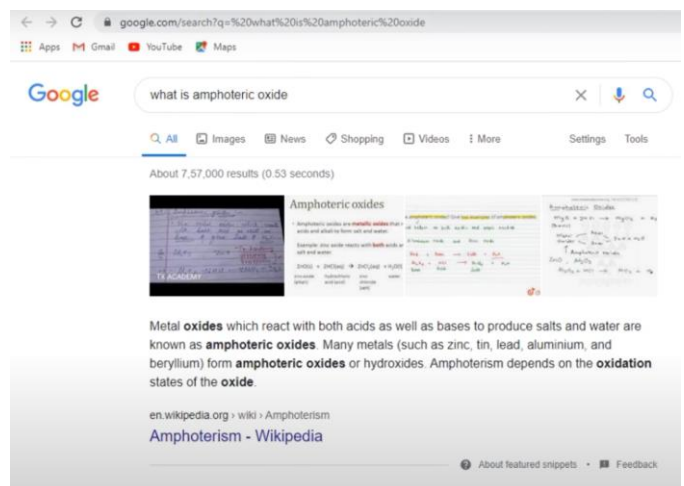 google.com/search?q=%20what%20is%20amphoteric%20oxide
Apps Gmail YouTube Maps
Google what is amphoteric oxide
All Images News Shopping Videos More Settings Tools
About 7,57,000 results (0.53 seconds)
TV ACADEMY
Amphoteric oxides
Metal oxides which react with both acids as well as bases to produce salts and water are
known as amphoteric oxides. Many metals (such as zinc, tin, lead, aluminium, and
beryllium) form amphoteric oxides or hydroxides. Amphoterism depends on the oxidation
states of the oxide.
en.wikipedia.org › wiki › Amphoterism
Amphoterism - Wikipedia
About featured snippets • Feedback